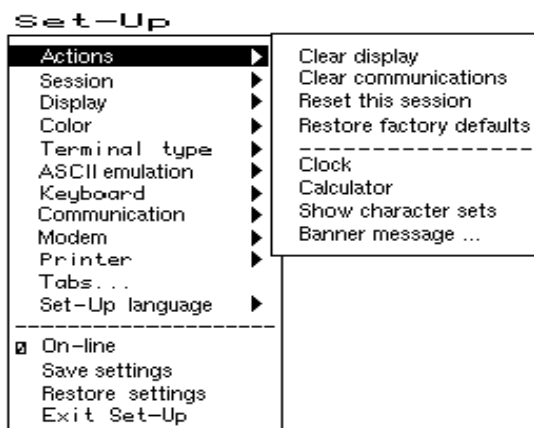 Set-Up
Actions
Session
Display
Color
Terminal type
ASCII emulation
Keyboard
Communication
Modem
Printer
Tabs...
Set-Up language
On-line
Save settings
Restore settings
Exit Set-Up
Clear display
Clear communications
Reset this session
Restore factory defaults
Clock
Calculator
Show character sets
Banner message ...